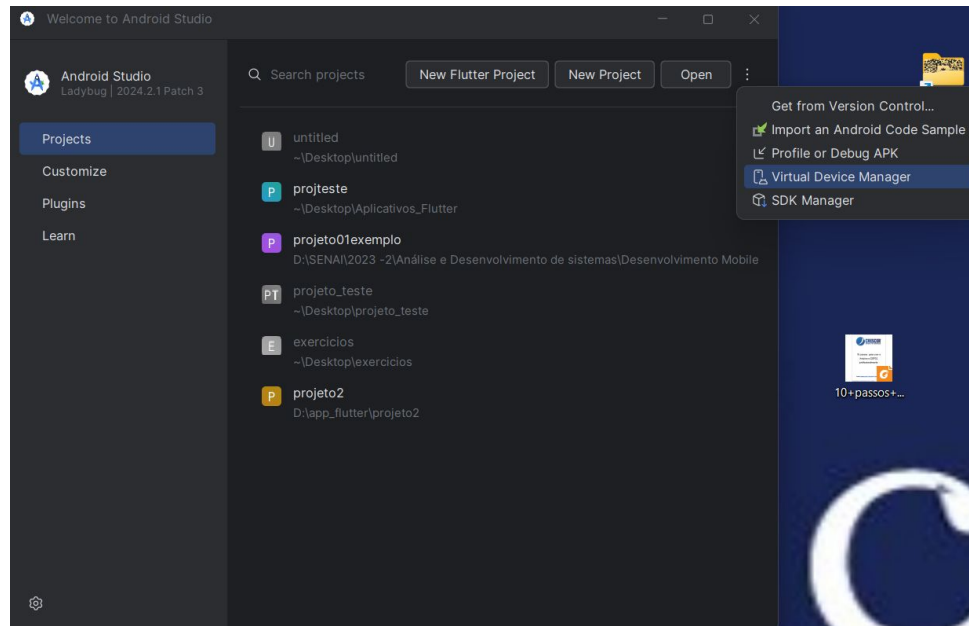 Welcome to Android Studio
Android Studio
Ladybug | 2024.2.1 Patch 3
Projects
Customize
Plugins
Learn
Search projects
New Flutter Project
New Project
Open
U
untitled
~\Desktop\untitled
P
projteste
~\Desktop\Aplicativos_Flutter
P
projeto01exemplo
D:\SENAI\2023 -2\Análise e Desenvolvimento de sistemas\Desenvolvimento Mobile
PT
projeto_teste
~\Desktop\projeto_teste
E
exercicios
~\Desktop\exercicios
P
projeto2
D:\app_flutter\projeto2
Get from Version Control...
Import an Android Code Sample
Profile or Debug APK
Virtual Device Manager
SDK Manager
10+passos+...
C